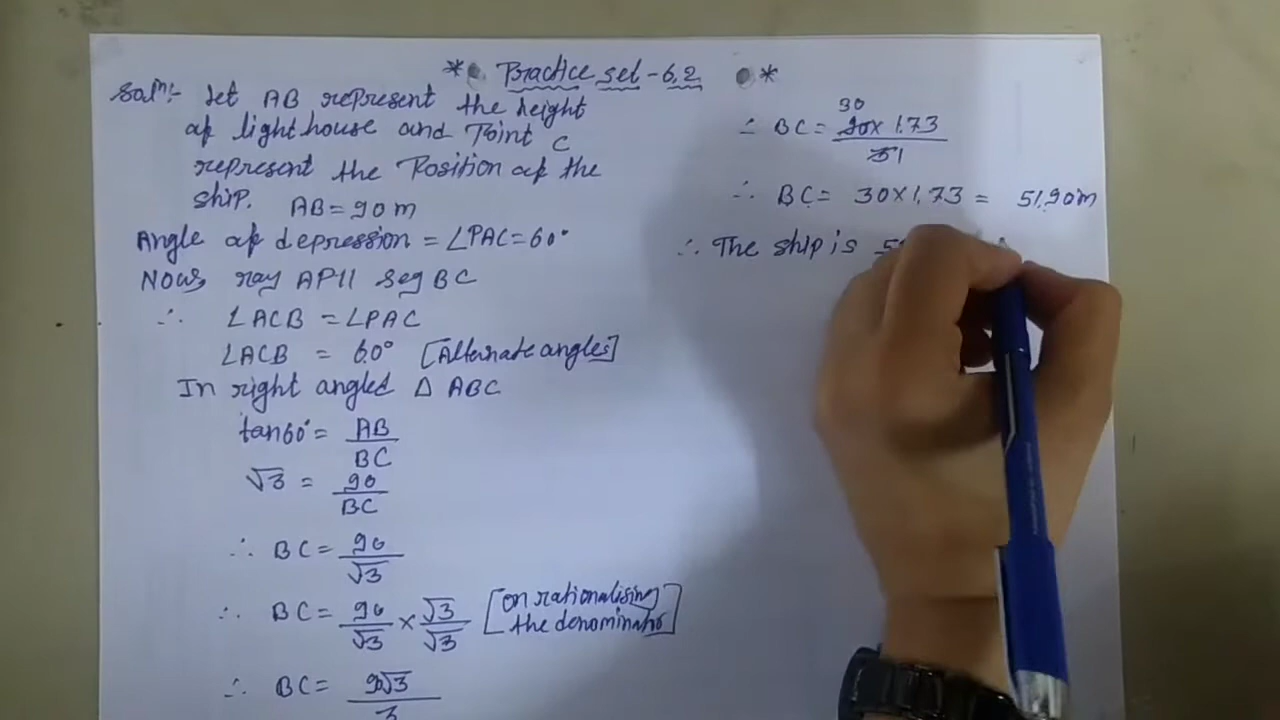 * Practice set - 6.2 *
Solⁿ:- Let AB represent the height
of light house and Point C
represent the Position of the
ship. AB = 90 m
Angle of depression = ∠PAC = 60°
Now, ray AP || seg BC
∴ ∠ACB = ∠PAC
∠ACB = 60° [Alternate angles]
In right angled Δ ABC
tan60° = AB/BC
√3 = 90/BC
∴ BC = 90/√3
∴ BC = 90/√3 × √3/√3 [on rationalising
the denominator]
∴ BC = 90√3/3
30
∴ BC = 90 × 1.73 / 3 1
∴ BC = 30 × 1.73 = 51.90m
∴ The ship is